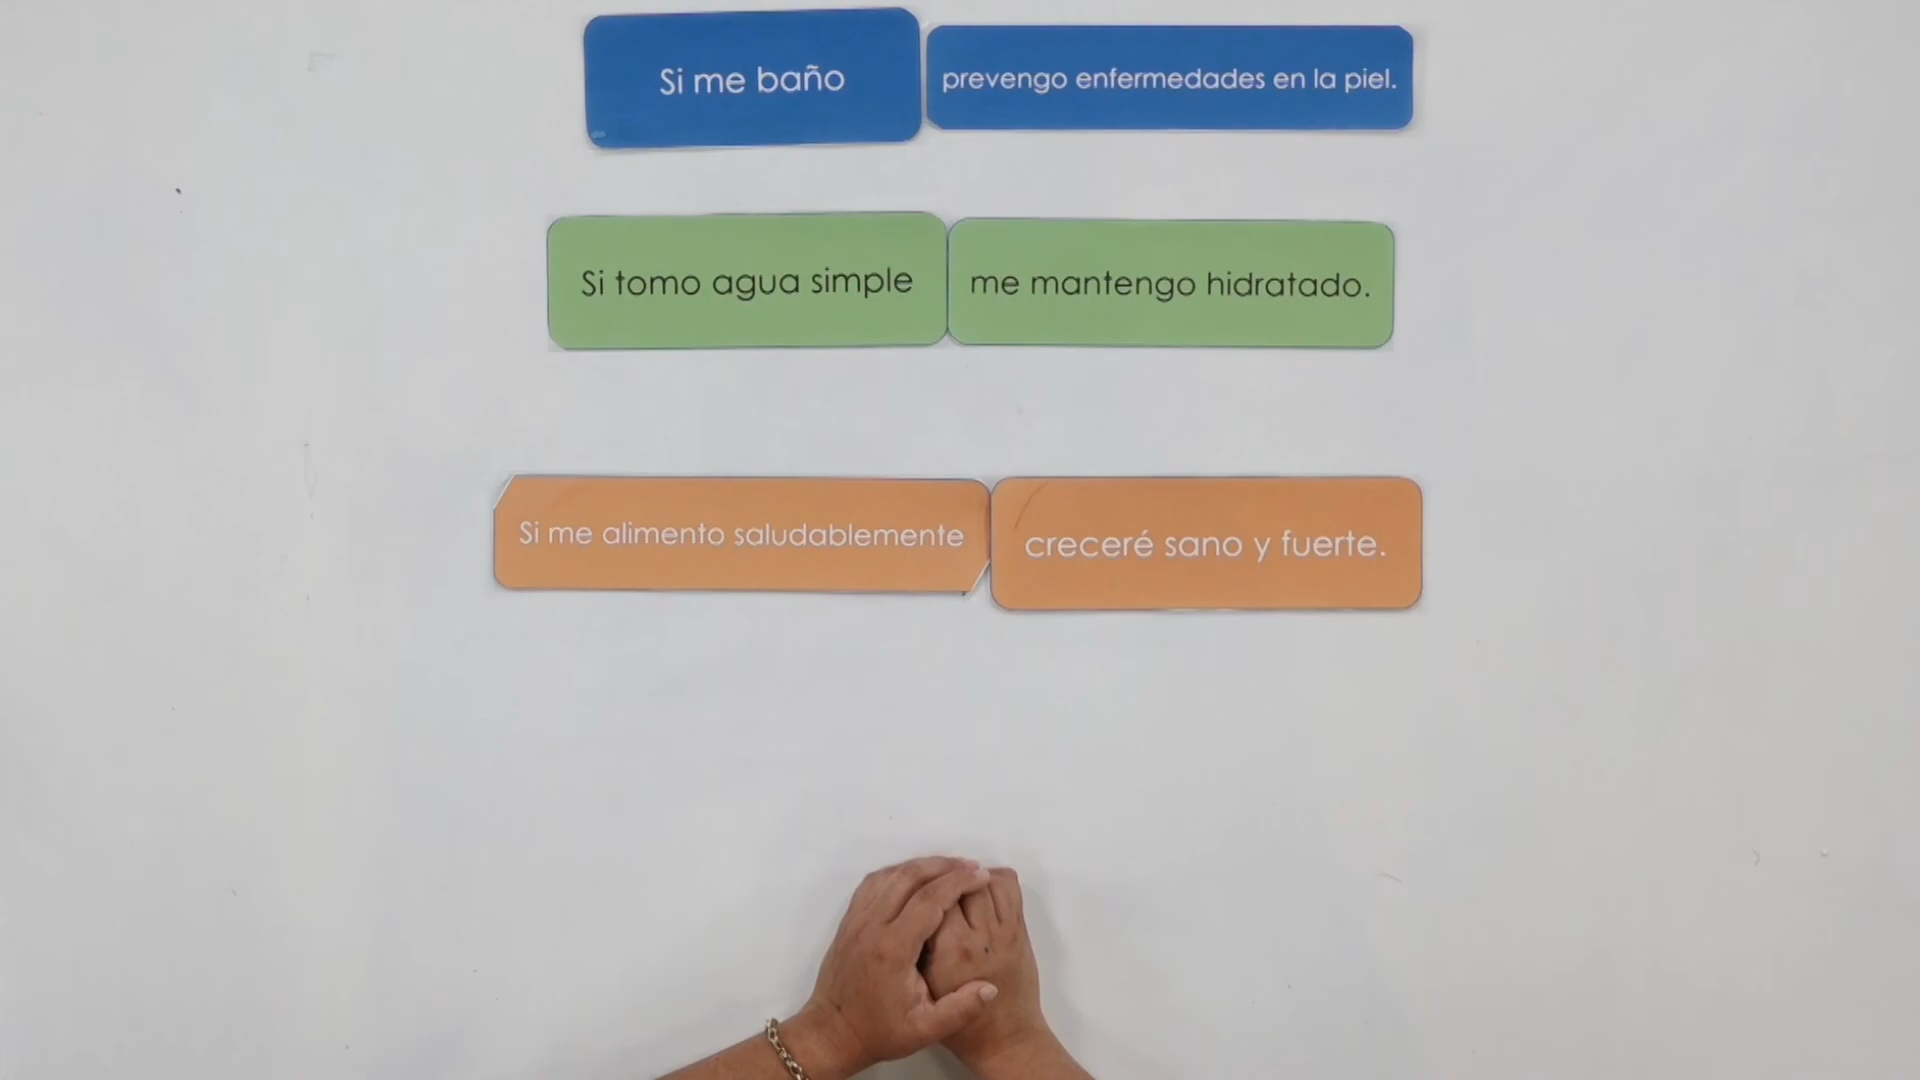 Si me baño prevengo enfermedades en la piel.
Si tomo agua simple me mantengo hidratado.
Si me alimento saludablemente creceré sano y fuerte.